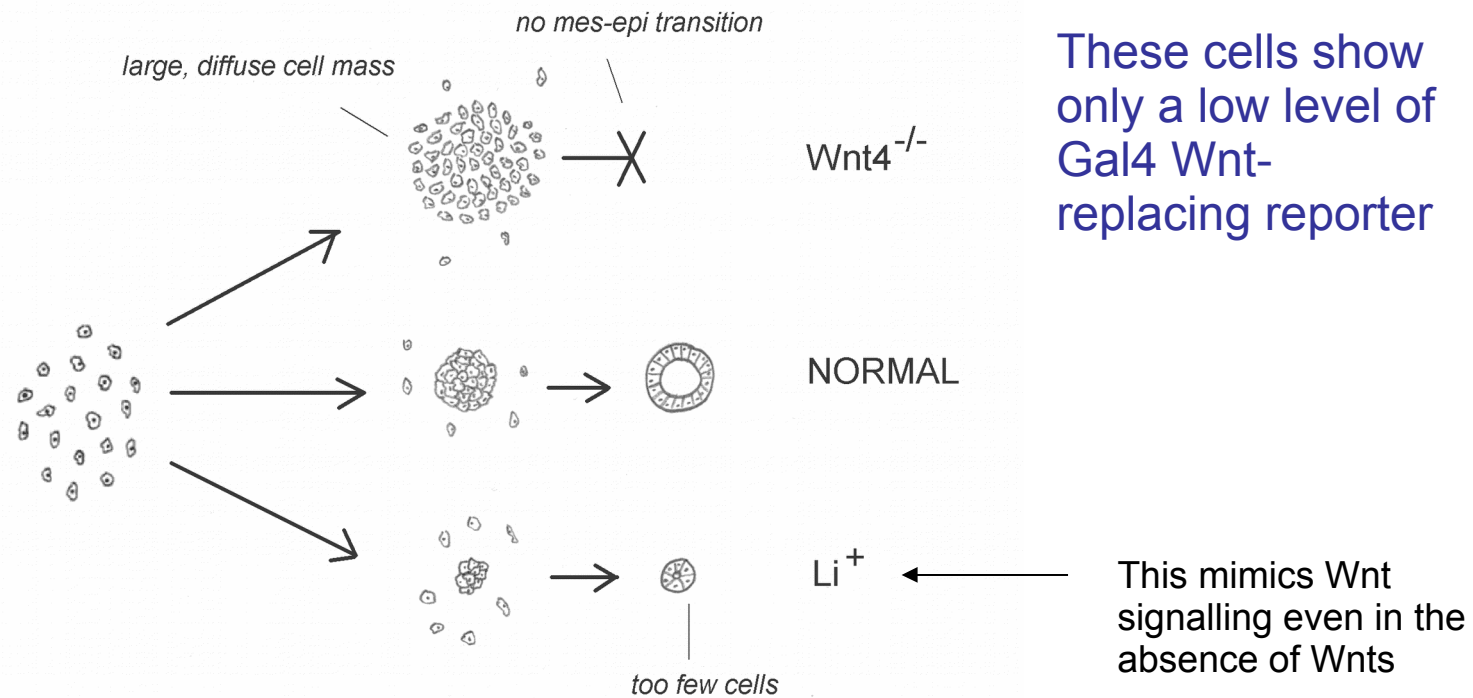 no mes-epi transition
large, diffuse cell mass
Wnt4-/-
These cells show
only a low level of
Gal4 Wnt-
replacing reporter
NORMAL
Li+
This mimics Wnt
signalling even in the
absence of Wnts
too few cells